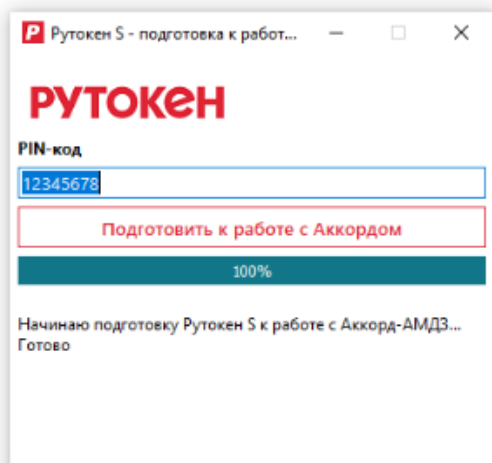 Рутокен S - подготовка к работ...
РУТОКЕН
PIN-код
12345678
Подготовить к работе с Аккордом
100%
Начинаю подготовку Рутокен S к работе с Аккорд-АМДЗ...
Готово